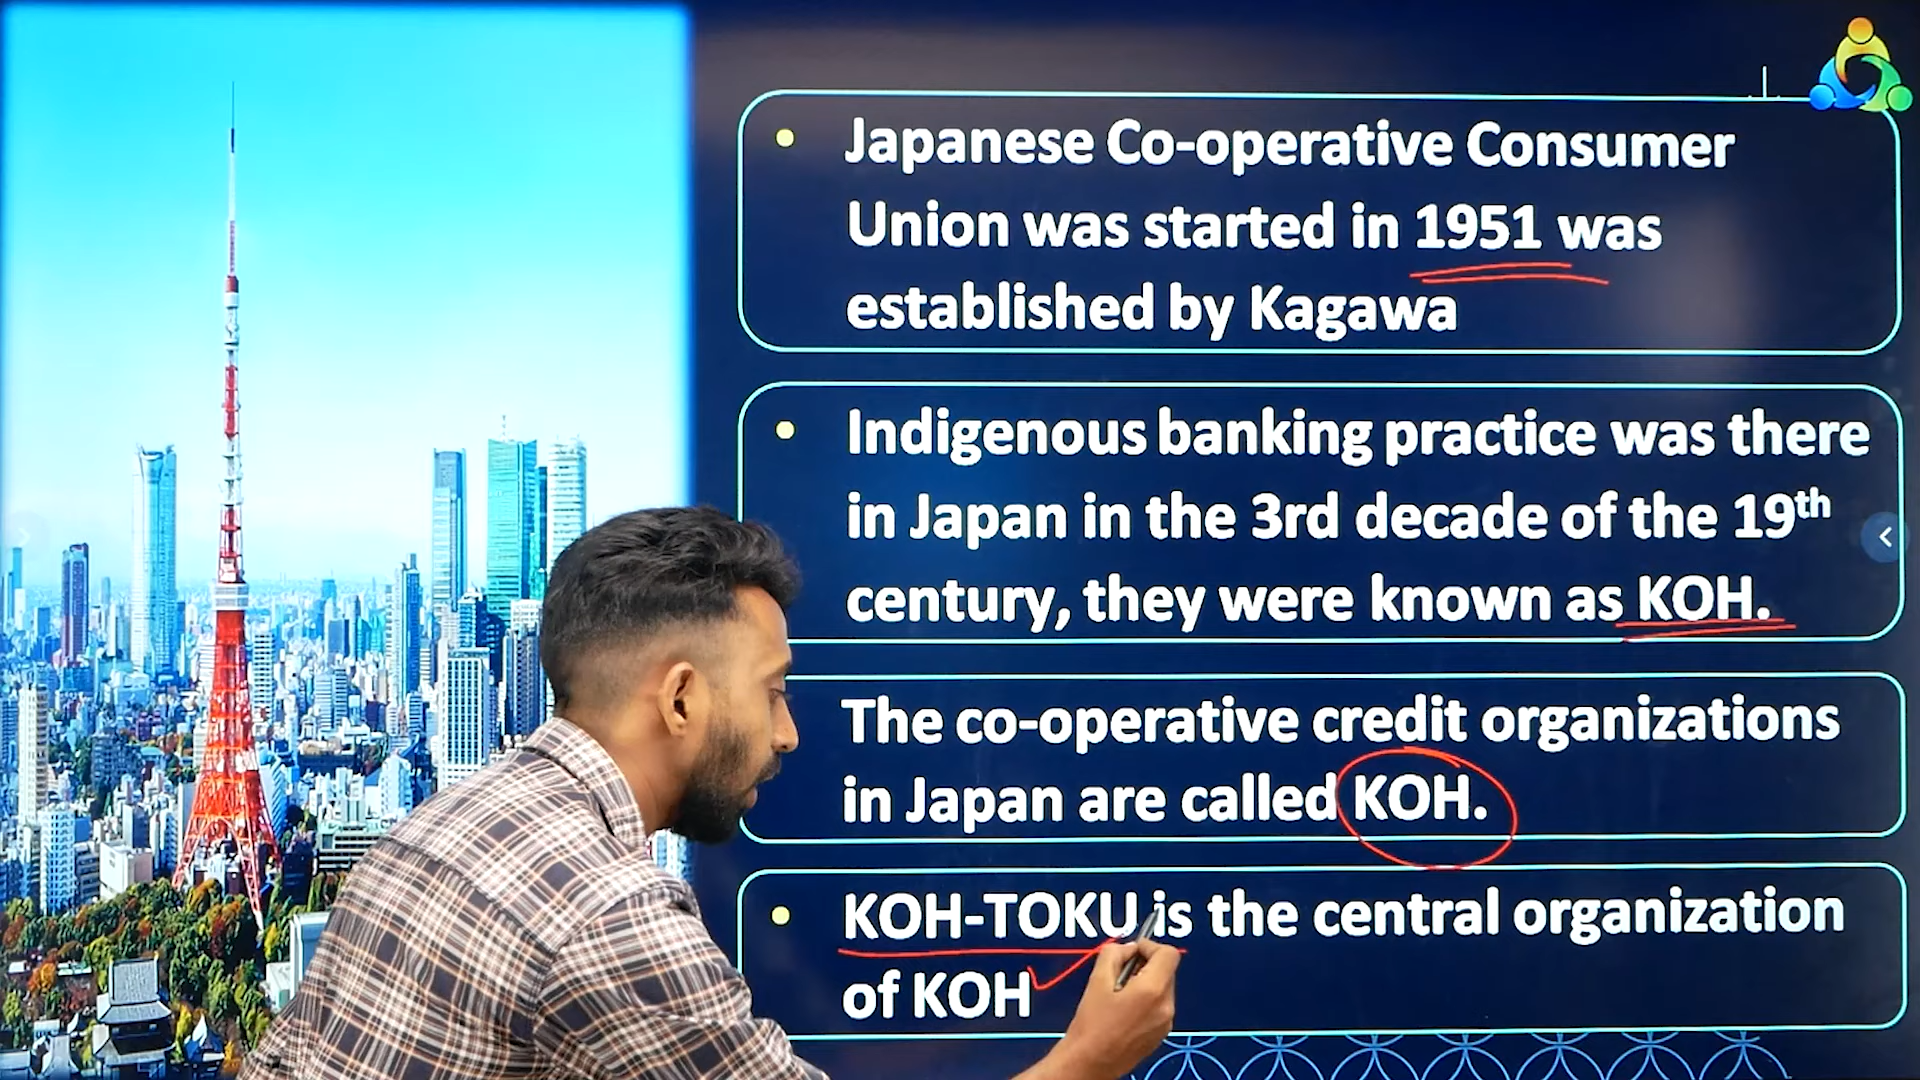 Japanese Co-operative Consumer
Union was started in 1951 was
established by Kagawa
Indigenous banking practice was there
in Japan in the 3rd decade of the 19th
century, they were known as KOH.
The co-operative credit organizations
in Japan are called KOH.
KOH-TOKU is the central organization
of KOH